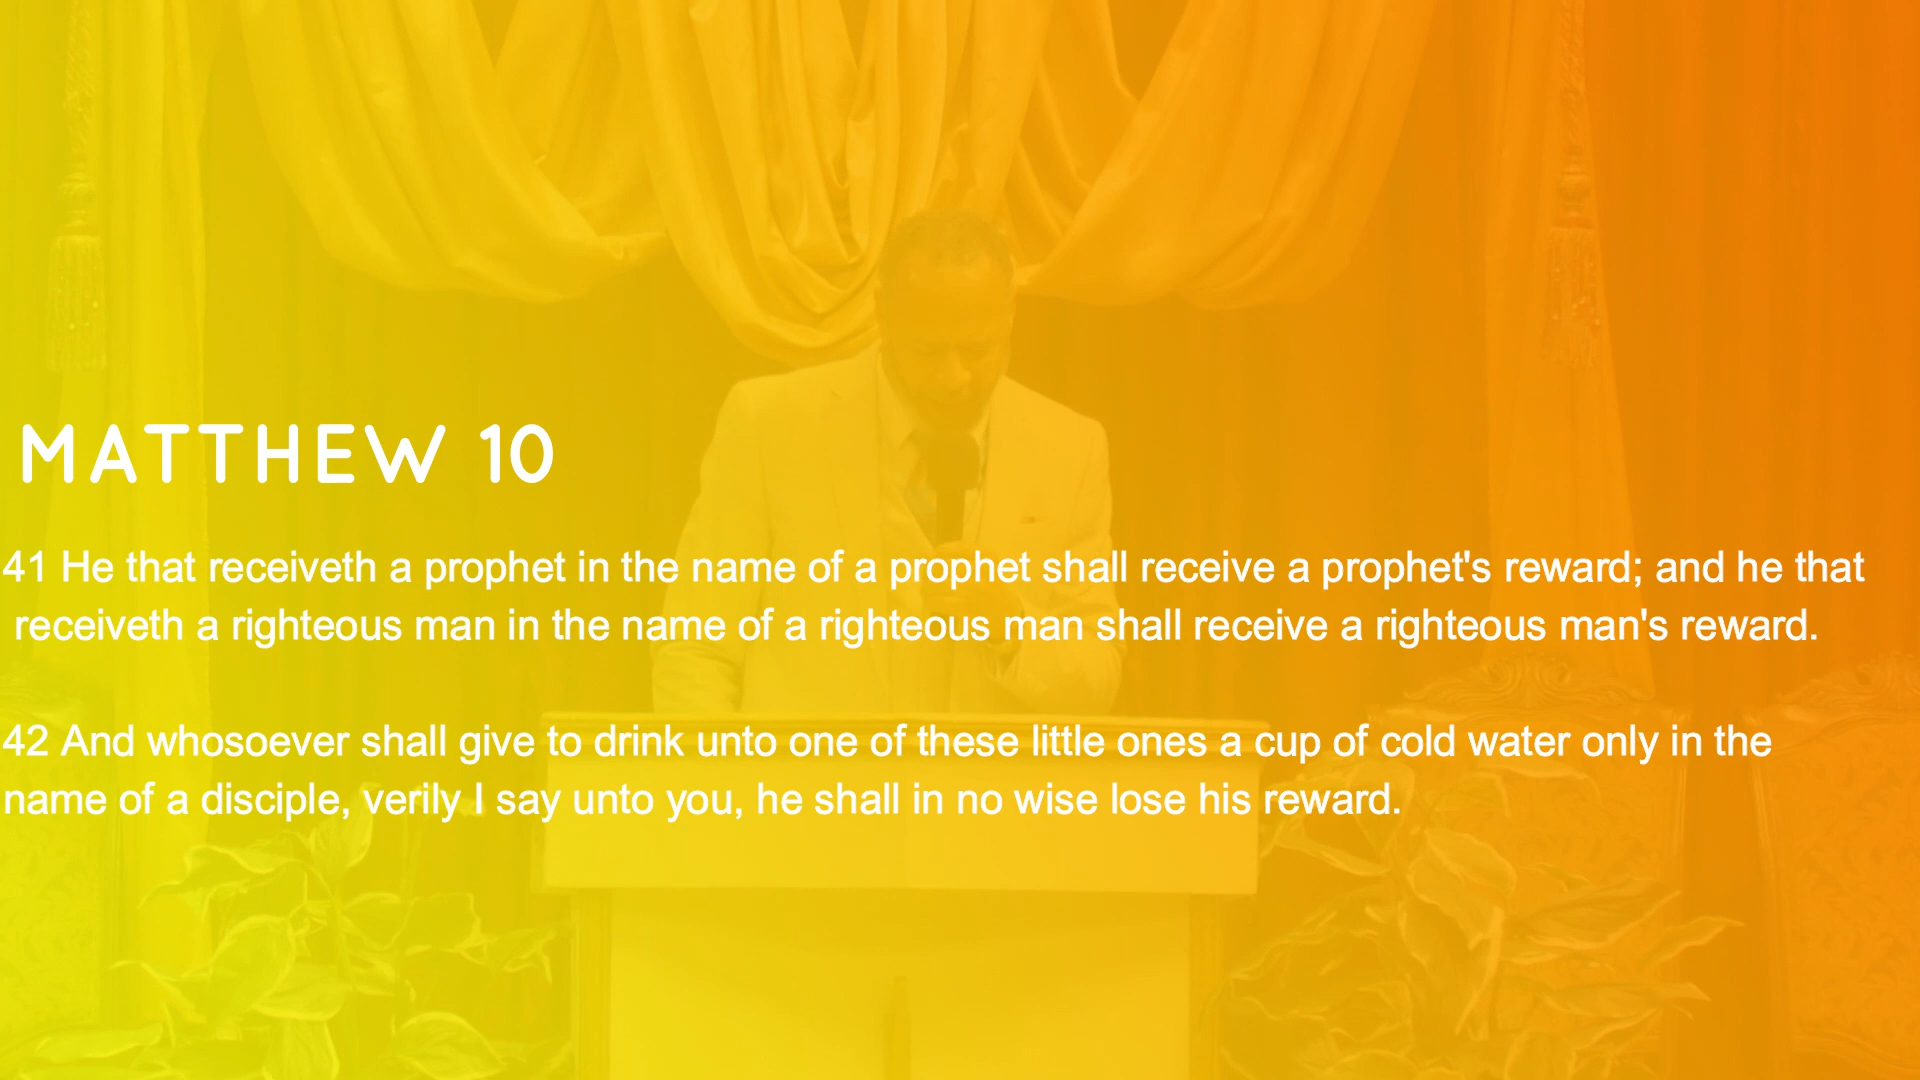 MATTHEW 10
41 He that receiveth a prophet in the name of a prophet shall receive a prophet's reward; and he that
receiveth a righteous man in the name of a righteous man shall receive a righteous man's reward.
42 And whosoever shall give to drink unto one of these little ones a cup of cold water only in the
name of a disciple, verily I say unto you, he shall in no wise lose his reward.